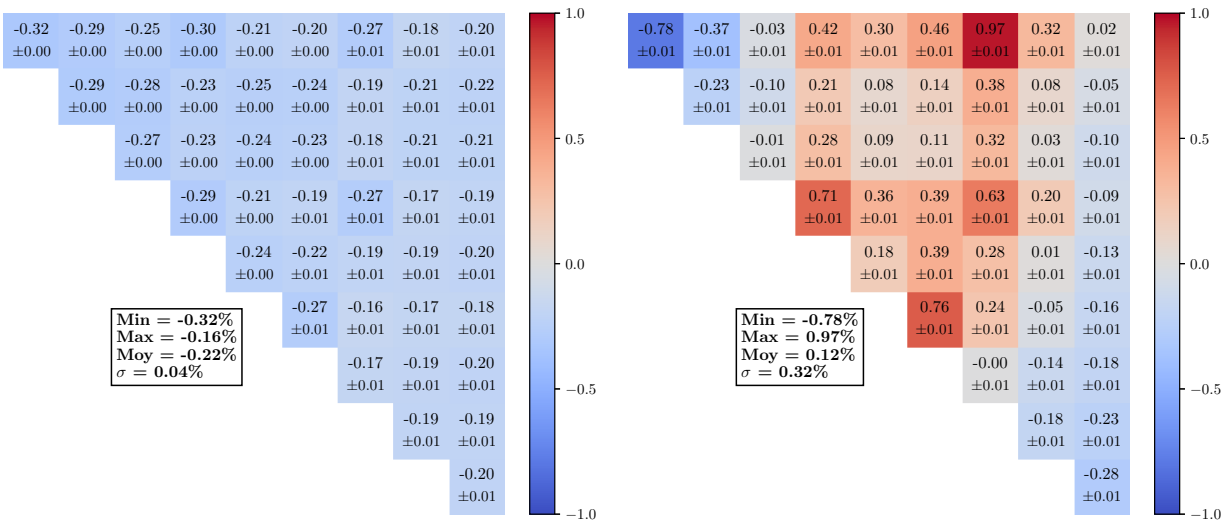 -0.32 -0.29 -0.25 -0.30 -0.21 -0.20 -0.27 -0.18 -0.20
±0.00 ±0.00 ±0.00 ±0.00 ±0.00 ±0.01 ±0.01 ±0.01 ±0.01
-0.29 -0.28 -0.23 -0.25 -0.24 -0.19 -0.21 -0.22
±0.00 ±0.00 ±0.00 ±0.00 ±0.00 ±0.01 ±0.01 ±0.01
-0.27 -0.23 -0.24 -0.23 -0.18 -0.21 -0.21
±0.00 ±0.00 ±0.00 ±0.00 ±0.01 ±0.01 ±0.01
-0.29 -0.21 -0.19 -0.27 -0.17 -0.19
±0.00 ±0.00 ±0.01 ±0.01 ±0.01 ±0.01
-0.24 -0.22 -0.19 -0.19 -0.20
±0.00 ±0.01 ±0.01 ±0.01 ±0.01
-0.27 -0.16 -0.17 -0.18
±0.01 ±0.01 ±0.01 ±0.01
-0.17 -0.19 -0.20
±0.01 ±0.01 ±0.01
-0.19 -0.19
±0.01 ±0.01
-0.20
±0.01
Min = -0.32%
Max = -0.16%
Moy = -0.22%
σ = 0.04%
1.0
0.5
0.0
−0.5
−1.0
-0.78 -0.37 -0.03 0.42 0.30 0.46 0.97 0.32 0.02
±0.01 ±0.01 ±0.01 ±0.01 ±0.01 ±0.01 ±0.01 ±0.01 ±0.01
-0.23 -0.10 0.21 0.08 0.14 0.38 0.08 -0.05
±0.01 ±0.01 ±0.01 ±0.01 ±0.01 ±0.01 ±0.01 ±0.01
-0.01 0.28 0.09 0.11 0.32 0.03 -0.10
±0.01 ±0.01 ±0.01 ±0.01 ±0.01 ±0.01 ±0.01
0.71 0.36 0.39 0.63 0.20 -0.09
±0.01 ±0.01 ±0.01 ±0.01 ±0.01 ±0.01
0.18 0.39 0.28 0.01 -0.13
±0.01 ±0.01 ±0.01 ±0.01 ±0.01
0.76 0.24 -0.05 -0.16
±0.01 ±0.01 ±0.01 ±0.01
-0.00 -0.14 -0.18
±0.01 ±0.01 ±0.01
-0.18 -0.23
±0.01 ±0.01
-0.28
±0.01
Min = -0.78%
Max = 0.97%
Moy = 0.12%
σ = 0.32%
1.0
0.5
0.0
−0.5
−1.0